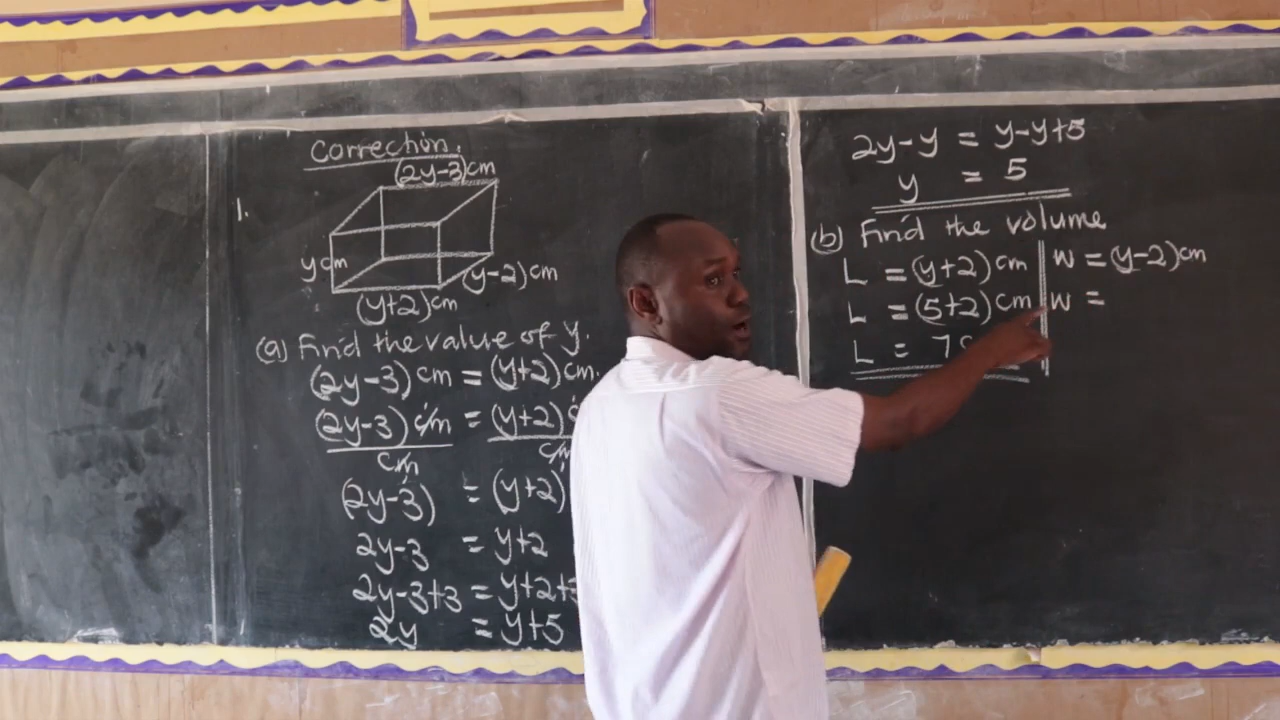 Correction.
(2y-3)cm
1.
y cm
(y-2)cm
(y+2)cm
(a) Find the value of y.
(2y-3) cm = (y+2) cm.
(2y-3) cm = (y+2)
cm cm
(2y-3) = (y+2)
2y-3 = y+2
2y-3+3 = y+2+3
2y = y+5
2y-y = y-y+5
y = 5
(b) Find the volume
L = (y+2) cm W = (y-2) cm
L = (5+2) cm W =
L = 7